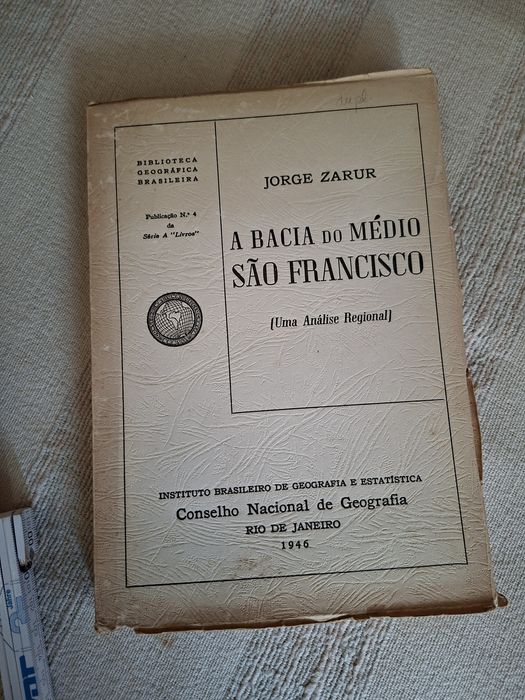 BIBLIOTECA
GEOGRÁFICA
BRASILEIRA
Publicação N.º 4
da
Série A "Livros"
JORGE ZARUR
A BACIA DO MÉDIO
SÃO FRANCISCO
(Uma Análise Regional)
INSTITUTO BRASILEIRO DE GEOGRAFIA E ESTATÍSTICA
Conselho Nacional de Geografia
RIO DE JANEIRO
1946